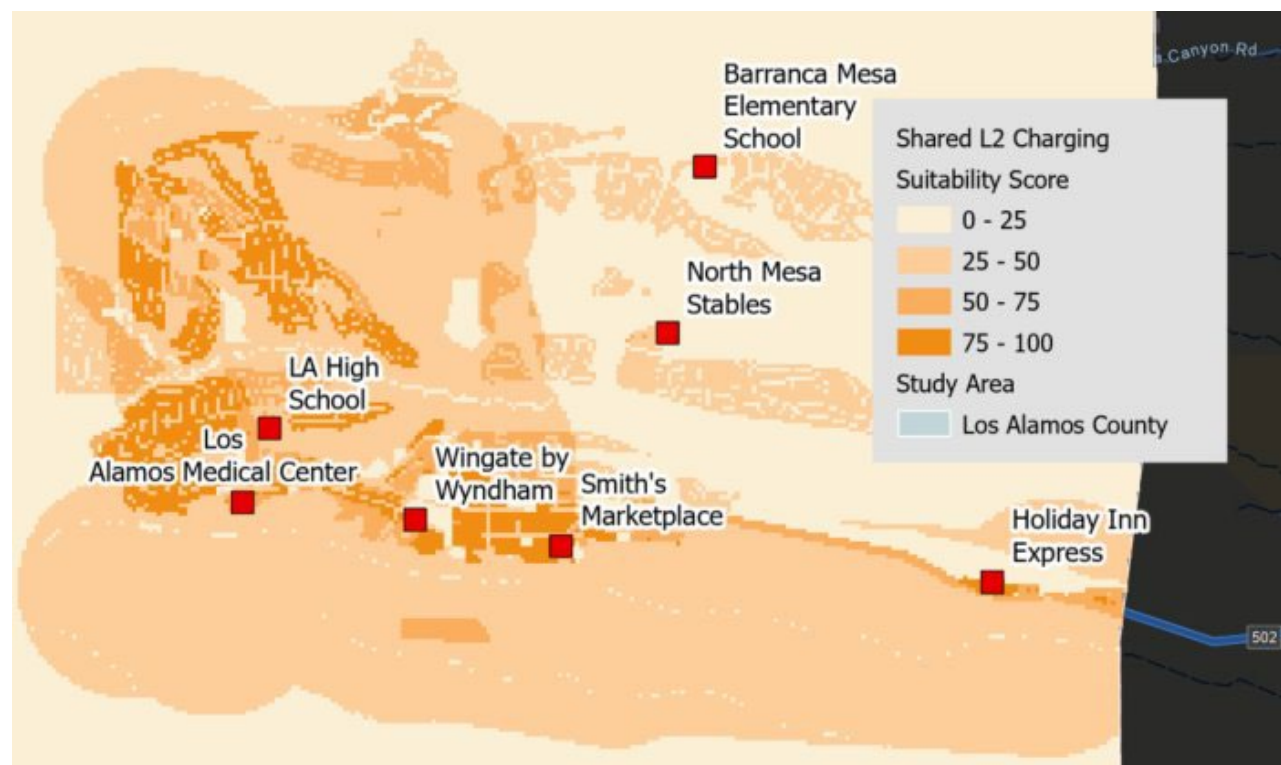 Canyon Rd
Barranca Mesa
Elementary
School
Shared L2 Charging
Suitability Score
0 - 25
25 - 50
50 - 75
75 - 100
Study Area
Los Alamos County
North Mesa
Stables
LA High
School
Los
Alamos Medical Center
Wingate by
Wyndham
Smith's
Marketplace
Holiday Inn
Express
502